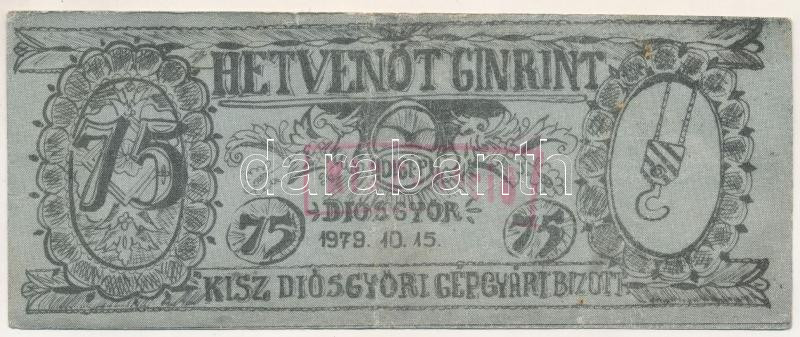 HETVENÖT GINRINT
75
DIÓSGYŐR
75 75
1979. 10. 15.
KISZ DIÓSGYŐRI GÉPGYÁRI BIZOTT.
darabanth